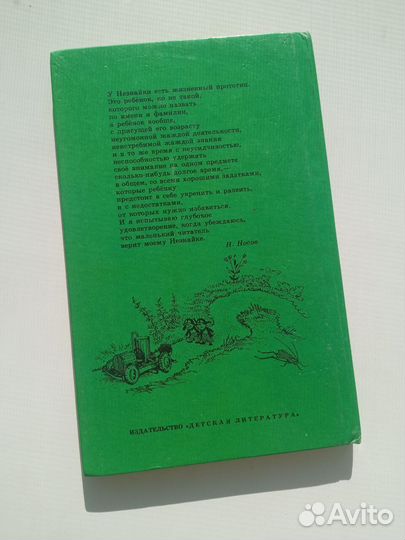 У Незнайки есть жизненный прототип.
Это ребёнок, но не такой,
которого можно назвать
по имени и фамилии,
а ребёнок вообще,
с присущей его возрасту
неугомонной жаждой деятельности,
неистребимой жаждой знания
и в то же время с неусидчивостью,
неспособностью удержать
своё внимание на одном предмете
сколько-нибудь долгое время,—
в общем, со всеми хорошими задатками,
которые ребёнку
предстоит в себе укрепить и развить,
и с недостатками,
от которых нужно избавиться.
И я испытываю глубокое
удовлетворение, когда убеждаюсь,
что маленький читатель
верит моему Незнайке.
Н. Носов
ИЗДАТЕЛЬСТВО «ДЕТСКАЯ ЛИТЕРАТУРА»
Avito